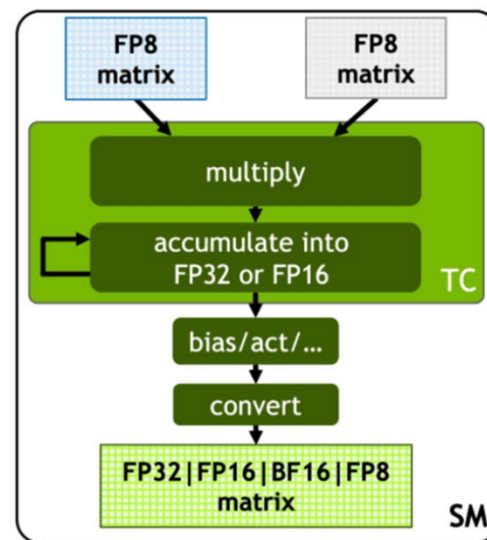 FP8
matrix
FP8
matrix
multiply
accumulate into
FP32 or FP16
TC
bias/act/...
convert
FP32|FP16|BF16|FP8
matrix
SM